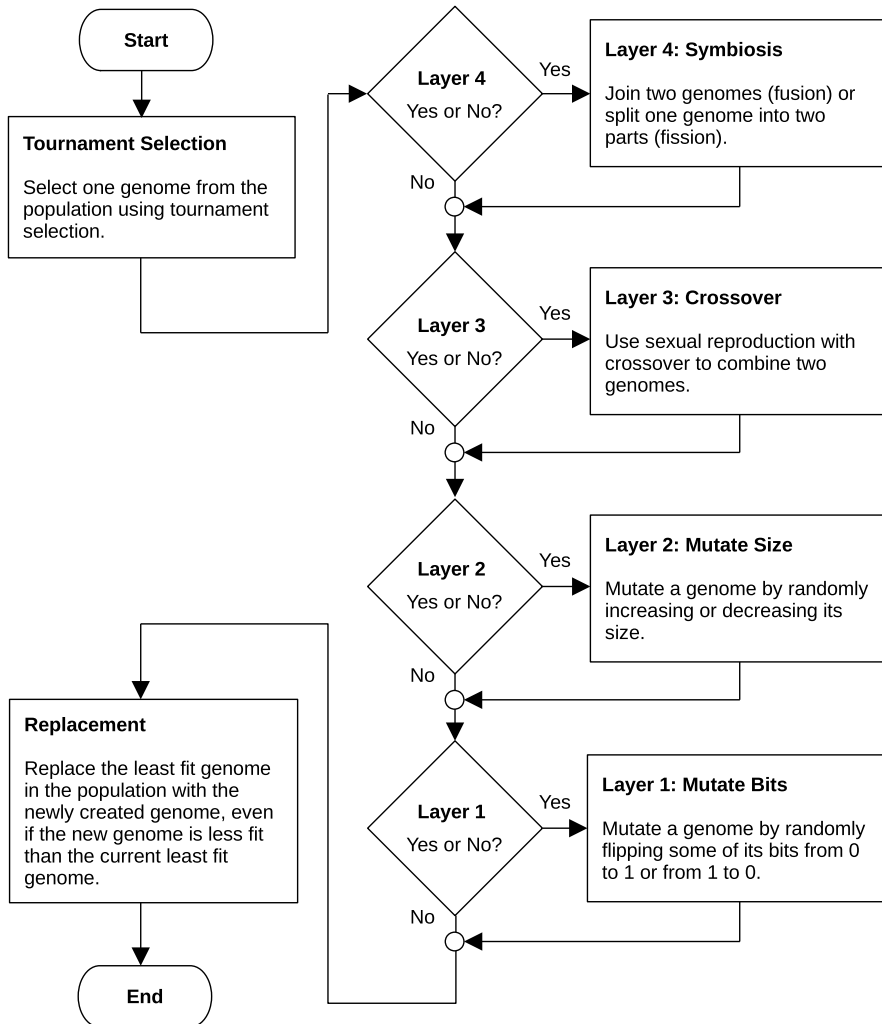 Start
Tournament Selection
Select one genome from the
population using tournament
selection.
Layer 4
Yes or No?
Yes
No
Layer 4: Symbiosis
Join two genomes (fusion) or
split one genome into two
parts (fission).
Layer 3
Yes or No?
Yes
No
Layer 3: Crossover
Use sexual reproduction with
crossover to combine two
genomes.
Layer 2
Yes or No?
Yes
No
Layer 2: Mutate Size
Mutate a genome by randomly
increasing or decreasing its
size.
Layer 1
Yes or No?
Yes
No
Layer 1: Mutate Bits
Mutate a genome by randomly
flipping some of its bits from 0
to 1 or from 1 to 0.
Replacement
Replace the least fit genome
in the population with the
newly created genome, even
if the new genome is less fit
than the current least fit
genome.
End